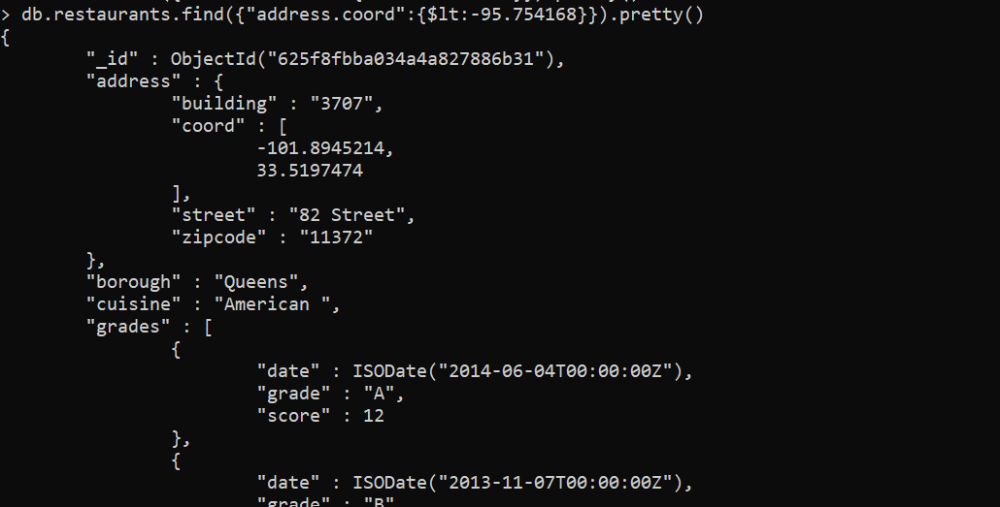 > db.restaurants.find({"address.coord":{$lt:-95.754168}}).pretty()
{
"_id" : ObjectId("625f8fbba034a4a827886b31"),
"address" : {
"building" : "3707",
"coord" : [
-101.8945214,
33.5197474
],
"street" : "82 Street",
"zipcode" : "11372"
},
"borough" : "Queens",
"cuisine" : "American ",
"grades" : [
{
"date" : ISODate("2014-06-04T00:00:00Z"),
"grade" : "A",
"score" : 12
},
{
"date" : ISODate("2013-11-07T00:00:00Z"),
"grade" : "B"